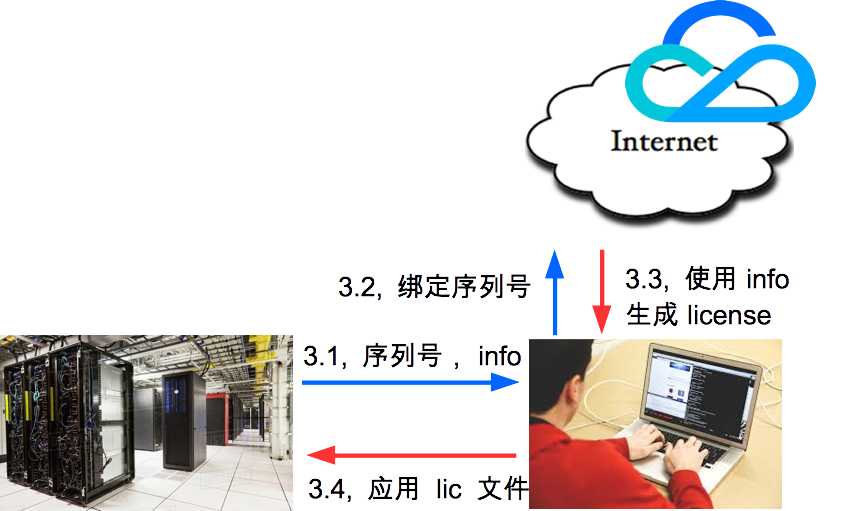 Internet
3.2, 绑定序列号
3.3, 使用 info
生成 license
3.1, 序列号 , info
3.4, 应用 lic 文件